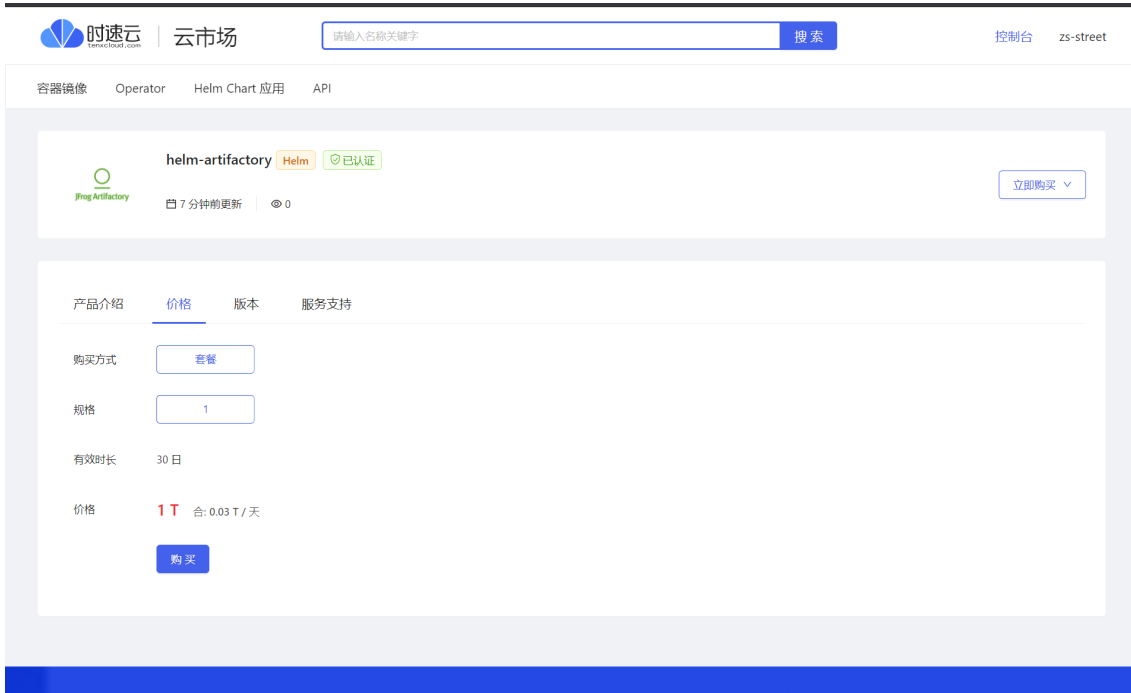 时速云 云市场 请输入名称关键字 搜索 控制台 zs-street
tenxcloud.com
容器镜像 Operator Helm Chart 应用 API
helm-artifactory Helm 已认证
JFrog Artifactory
立即购买
7 分钟前更新 0
产品介绍 价格 版本 服务支持
购买方式 套餐
规格 1
有效时长 30 日
价格 1 T 合: 0.03 T / 天
购买